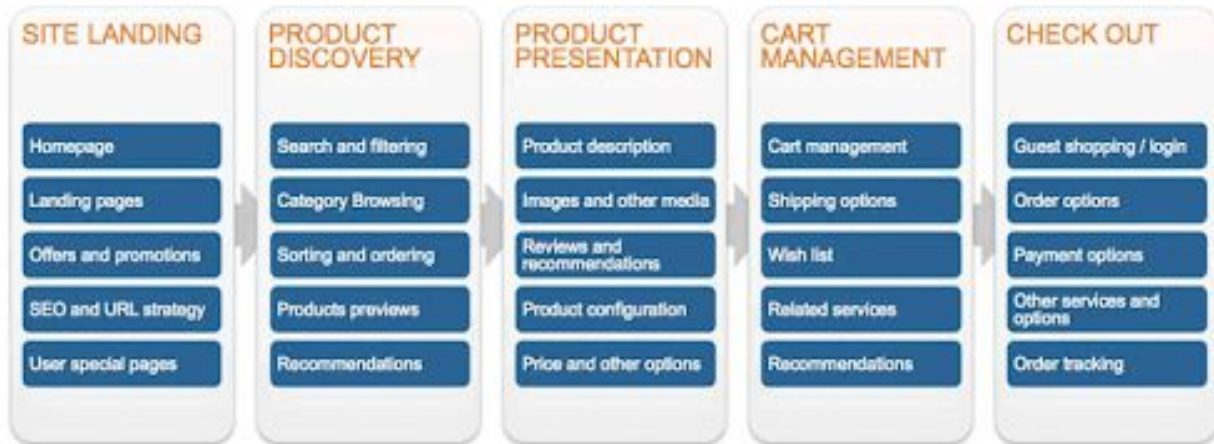 SITE LANDING
Homepage
Landing pages
Offers and promotions
SEO and URL strategy
User special pages
PRODUCT
DISCOVERY
Search and filtering
Category Browsing
Sorting and ordering
Products previews
Recommendations
PRODUCT
PRESENTATION
Product description
Images and other media
Reviews and
recommendations
Product configuration
Price and other options
CART
MANAGEMENT
Cart management
Shipping options
Wish list
Related services
Recommendations
CHECK OUT
Guest shopping / login
Order options
Payment options
Other services and
options
Order tracking